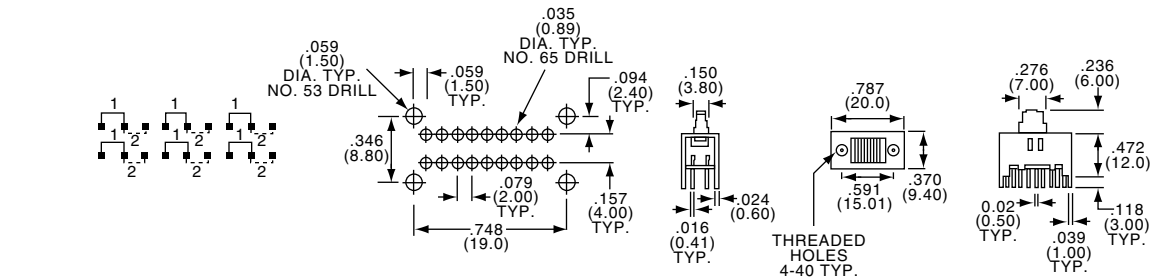 1 1 1
2 2 2
1 1 1
2 2 2
.059
(1.50)
DIA. TYP.
NO. 53 DRILL
.059
(1.50)
TYP.
.035
(0.89)
DIA. TYP.
NO. 65 DRILL
.094
(2.40)
TYP.
.346
(8.80)
.079
(2.00)
TYP.
.157
(4.00)
TYP.
.748
(19.0)
.150
(3.80)
.024
(0.60)
.016
(0.41)
TYP.
.787
(20.0)
.591
(15.01)
.370
(9.40)
THREADED
HOLES
4-40 TYP.
.276
(7.00)
.236
(6.00)
.472
(12.0)
0.02
(0.50)
TYP.
.039
(1.00)
TYP.
.118
(3.00)
TYP.